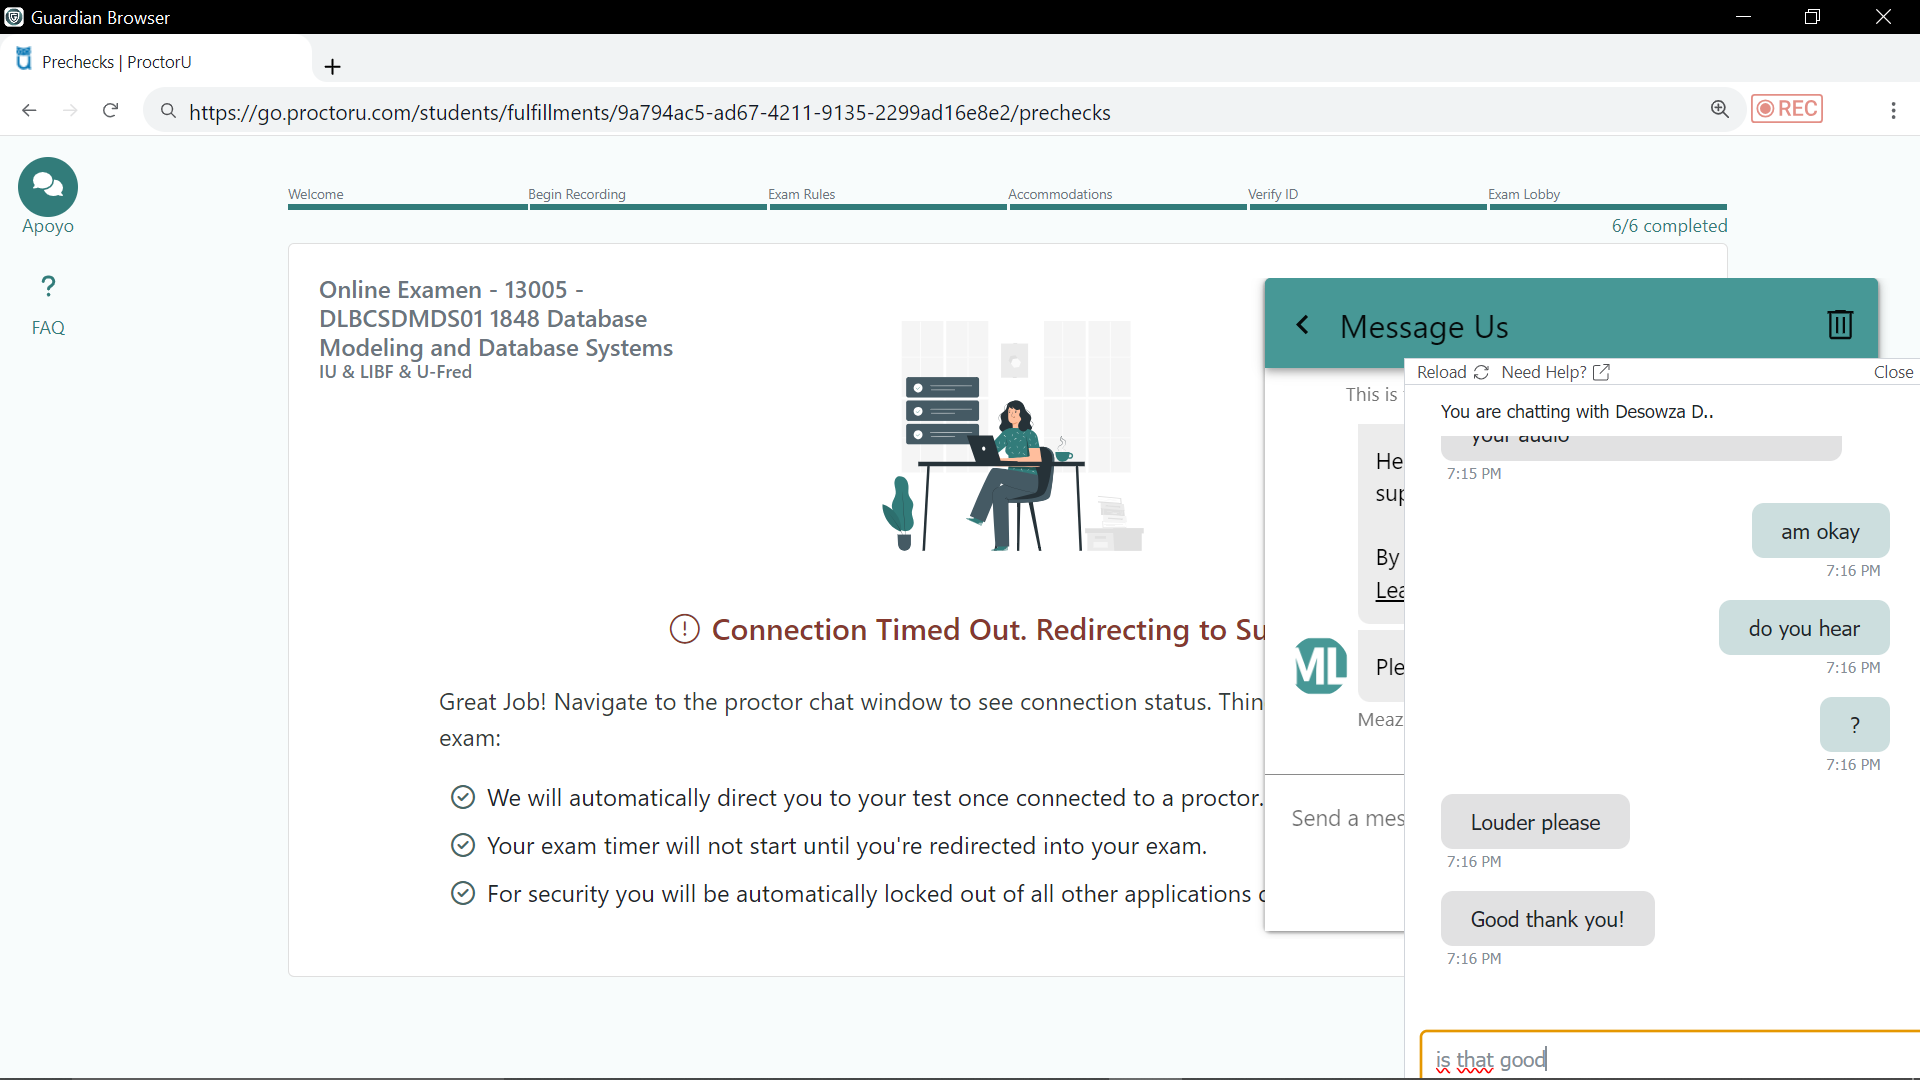 Guardian Browser
Prechecks | ProctorU
https://go.proctoru.com/students/fulfillments/9a794ac5-ad67-4211-9135-2299ad16e8e2/prechecks
REC
Apoyo
?
FAQ
Welcome
Begin Recording
Exam Rules
Accommodations
Verify ID
Exam Lobby
6/6 completed
Online Examen - 13005 -
DLBCSDMDS01 1848 Database
Modeling and Database Systems
IU & LIBF & U-Fred
Connection Timed Out. Redirecting to Su
Great Job! Navigate to the proctor chat window to see connection status. Thin
exam:
We will automatically direct you to your test once connected to a proctor.
Your exam timer will not start until you're redirected into your exam.
For security you will be automatically locked out of all other applications
Message Us
This is
He
sup
By
Lea
ML
Ple
Meaz
Send a mes
Reload
Need Help?
Close
You are chatting with Desowza D..
your audio
7:15 PM
am okay
7:16 PM
do you hear
7:16 PM
?
7:16 PM
Louder please
7:16 PM
Good thank you!
7:16 PM
is that good